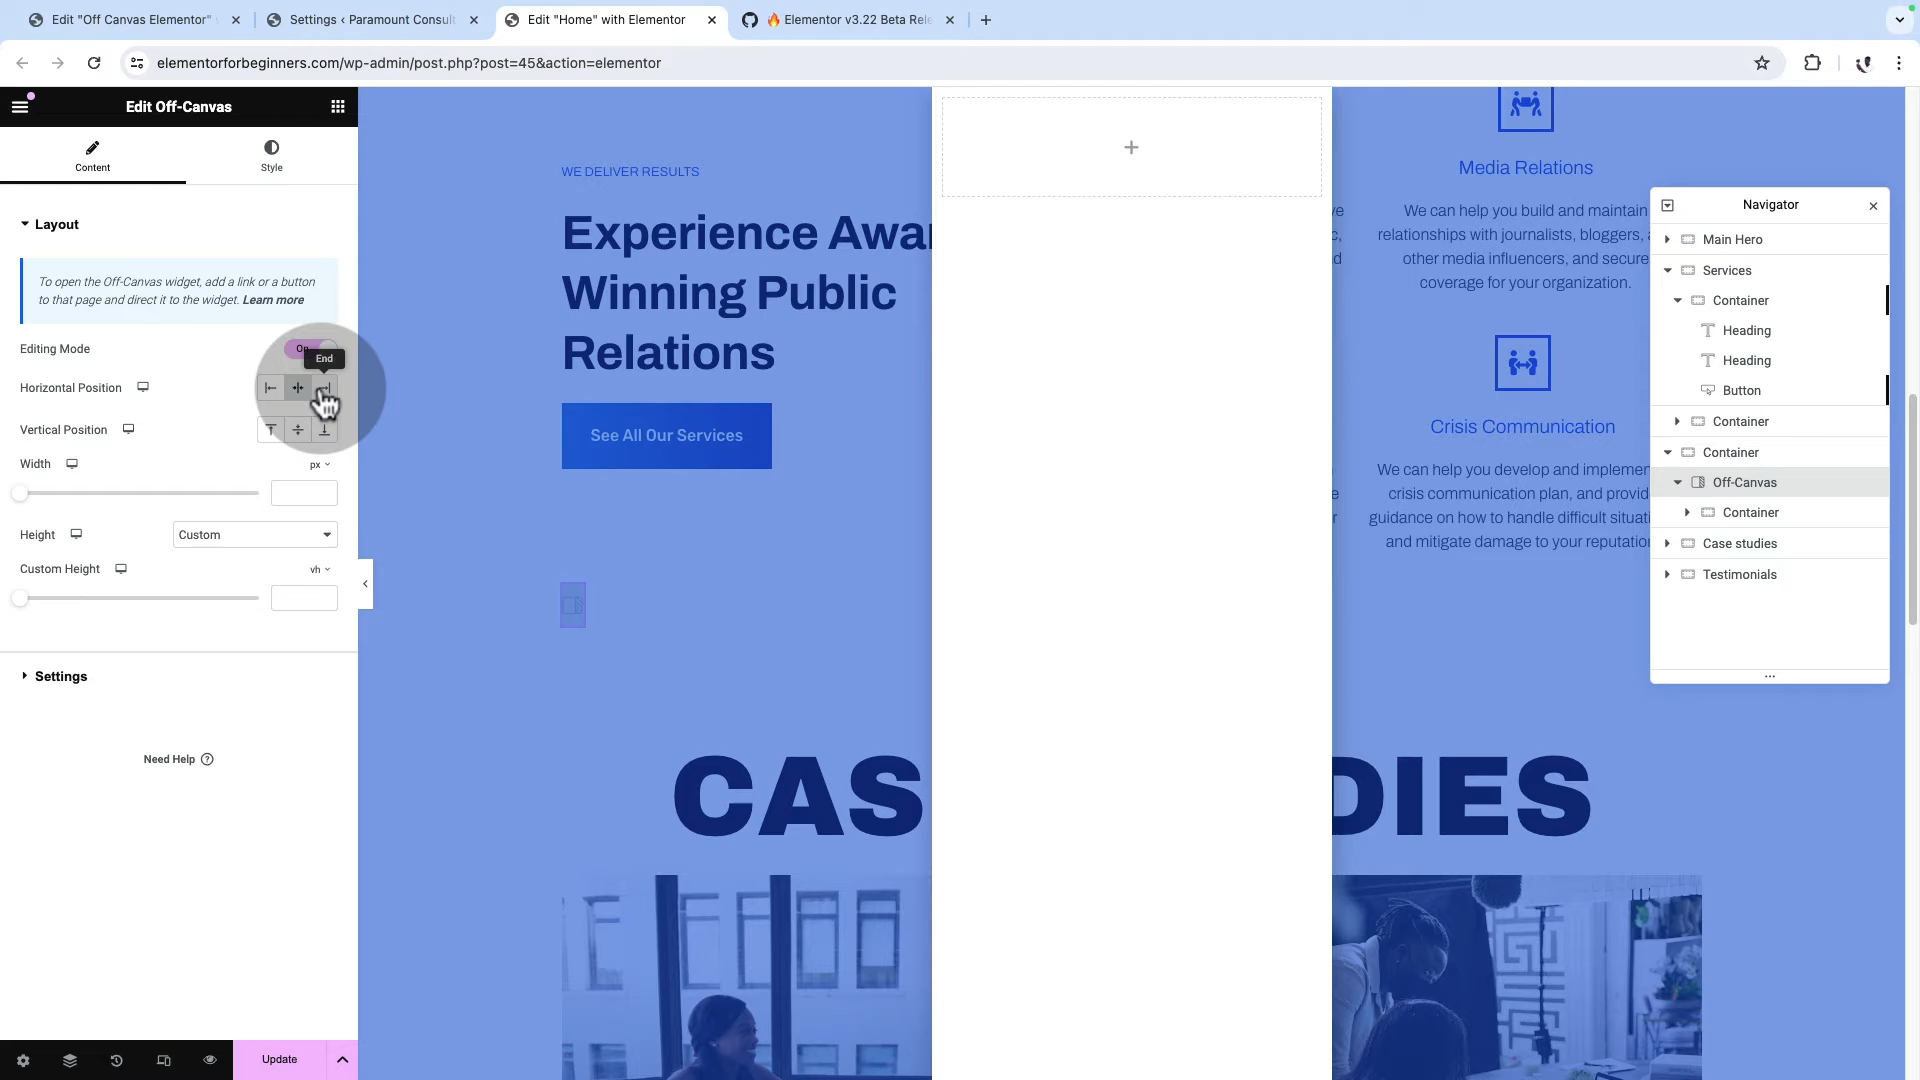 Edit "Off Canvas Elementor"
Settings ‹ Paramount Consult
Edit "Home" with Elementor
Elementor v3.22 Beta Rele
elementorforbeginners.com/wp-admin/post.php?post=45&action=elementor
Edit Off-Canvas
Content
Style
Layout
To open the Off-Canvas widget, add a link or a button
to that page and direct it to the widget. Learn more
Editing Mode
On
End
Horizontal Position
Vertical Position
Width
px
Height
Custom
Custom Height
vh
Settings
Need Help
Update
WE DELIVER RESULTS
Experience Awar
Winning Public
Relations
See All Our Services
Media Relations
We can help you build and maintain
relationships with journalists, bloggers,
other media influencers, and secure
coverage for your organization.
Crisis Communication
We can help you develop and implemen
crisis communication plan, and provid
guidance on how to handle difficult situati
and mitigate damage to your reputation
CAS
DIES
Navigator
Main Hero
Services
Container
Heading
Heading
Button
Container
Container
Off-Canvas
Container
Case studies
Testimonials